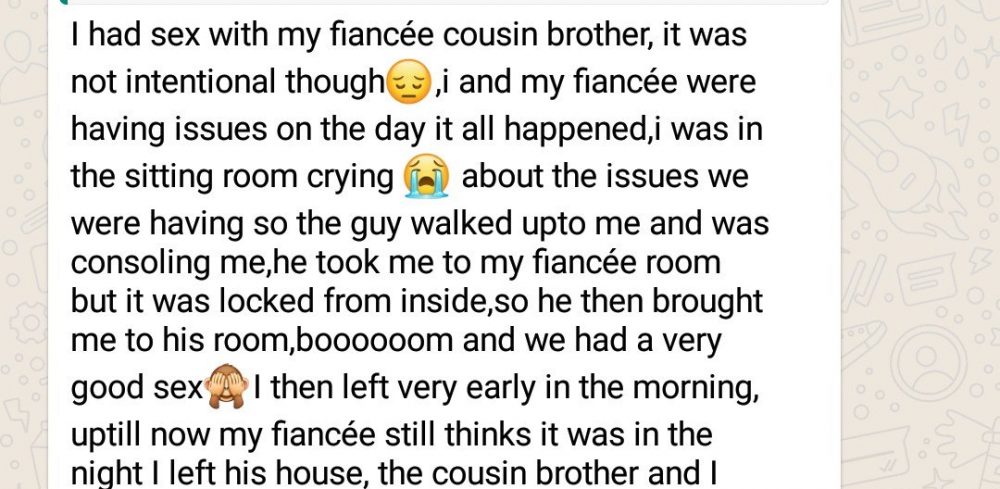 I had sex with my fiancée cousin brother, it was
not intentional though😔,i and my fiancée were
having issues on the day it all happened,i was in
the sitting room crying 😭 about the issues we
were having so the guy walked upto me and was
consoling me,he took me to my fiancée room
but it was locked from inside,so he then brought
me to his room,boooooom and we had a very
good sex🙈I then left very early in the morning,
uptill now my fiancée still thinks it was in the
night I left his house, the cousin brother and I